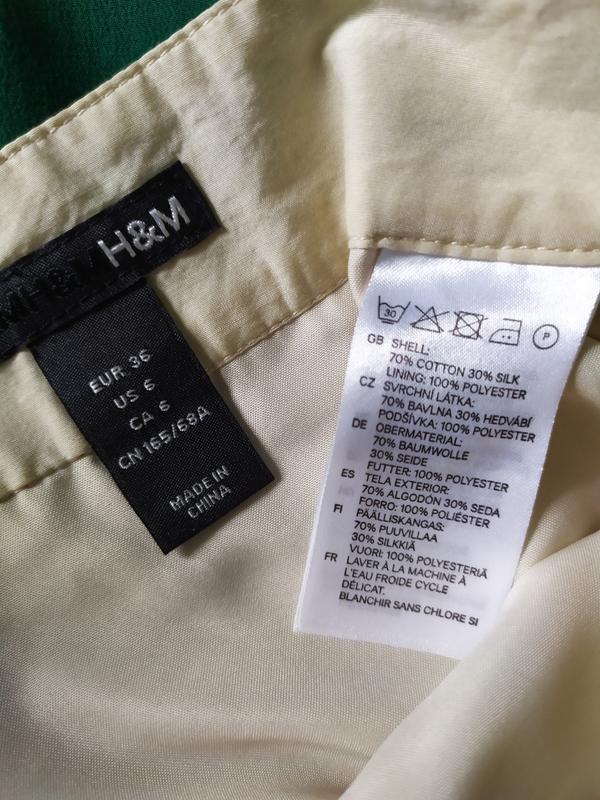 MH&MH&M
EUR 36
US 6
CA 6
CN 165/68A
MADE IN
CHINA
30
P
GB SHELL:
70% COTTON 30% SILK
LINING: 100% POLYESTER
CZ SVRCHNÍ LÁTKA:
70% BAVLNA 30% HEDVÁBÍ
PODŠÍVKA: 100% POLYESTER
DE OBERMATERIAL:
70% BAUMWOLLE
30% SEIDE
FUTTER: 100% POLYESTER
ES TELA EXTERIOR:
70% ALGODÓN 30% SEDA
FORRO: 100% POLIÉSTER
FI PÄÄLLISKANGAS:
70% PUUVILLAA
30% SILKKIÄ
VUORI: 100% POLYESTERIÄ
FR LAVER À LA MACHINE À
L'EAU FROIDE CYCLE
DÉLICAT.
BLANCHIR SANS CHLORE SI